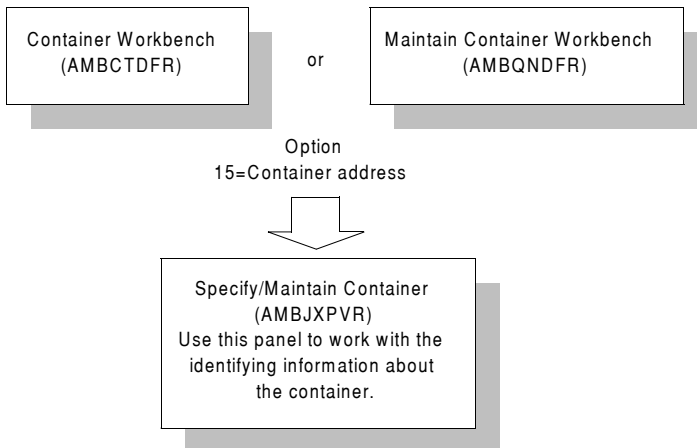 Container Workbench
(AMBCTDFR)
or
Maintain Container Workbench
(AMBQNDFR)
Option
15=Container address
Specify/Maintain Container
(AMBJXPVR)
Use this panel to work with the
identifying information about
the container.